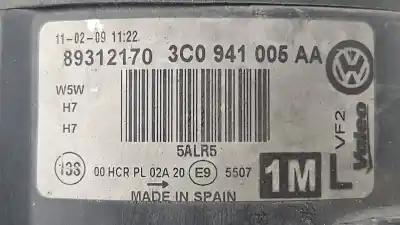 11-02-09 11:22
89312170 3C0 941 005 AA
W5W
H7
H7
5ALR5
VF2
Valeo
00 HCR PL 02A 20 E9 5507
1M L
MADE IN SPAIN